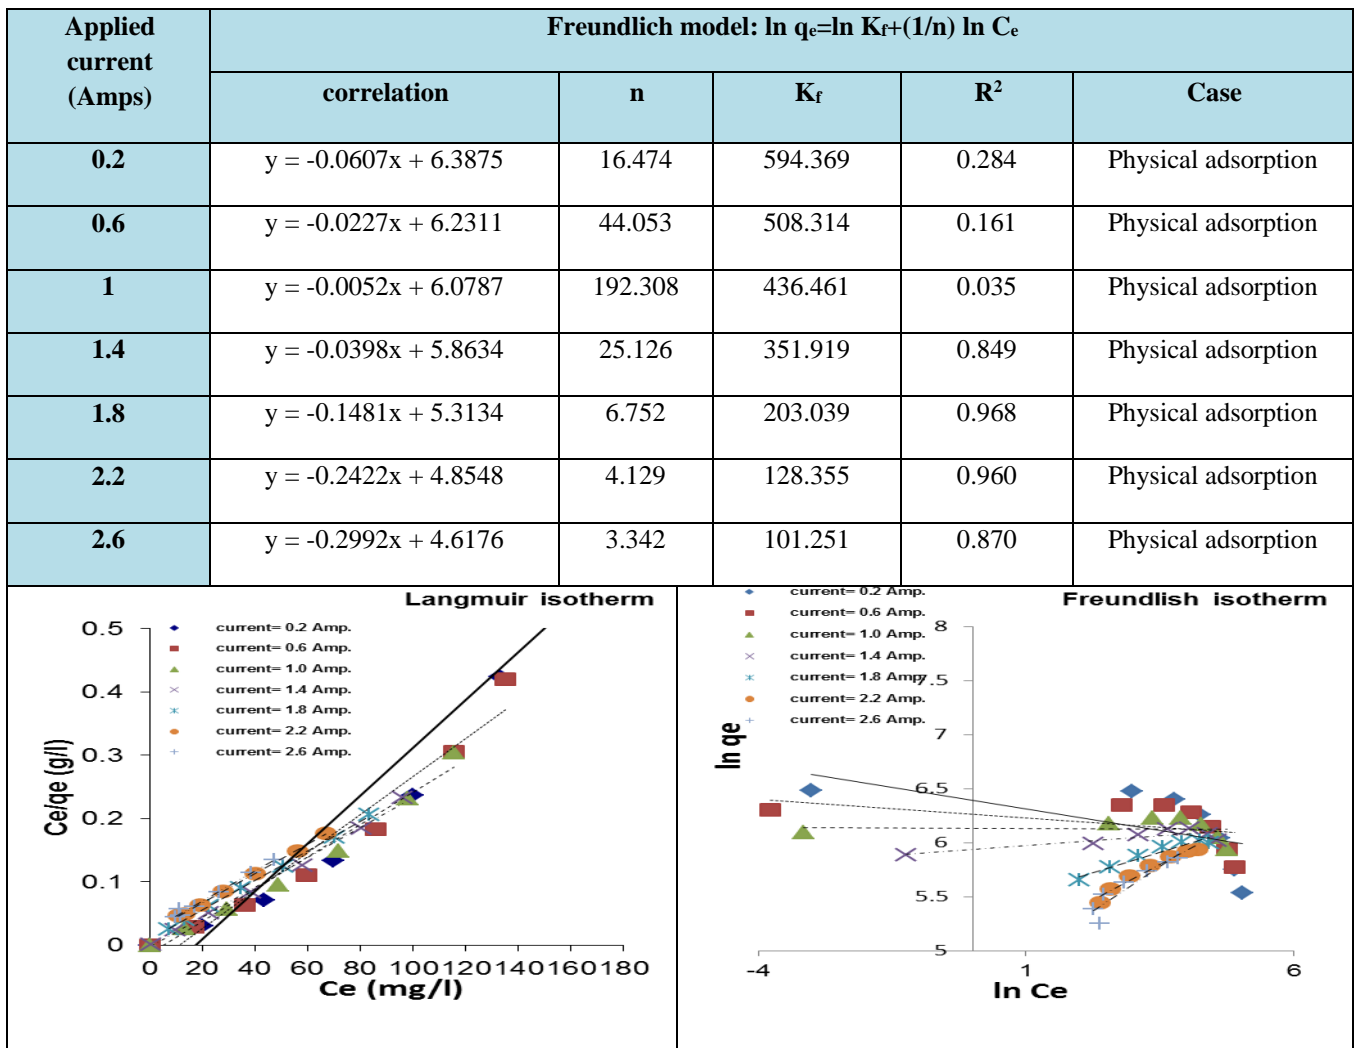 Applied current (Amps)
Freundlich model: ln qe=ln Kf+(1/n) ln Ce
correlation n Kf R2 Case
0.2 y = -0.0607x + 6.3875 16.474 594.369 0.284 Physical adsorption
0.6 y = -0.0227x + 6.2311 44.053 508.314 0.161 Physical adsorption
1 y = -0.0052x + 6.0787 192.308 436.461 0.035 Physical adsorption
1.4 y = -0.0398x + 5.8634 25.126 351.919 0.849 Physical adsorption
1.8 y = -0.1481x + 5.3134 6.752 203.039 0.968 Physical adsorption
2.2 y = -0.2422x + 4.8548 4.129 128.355 0.960 Physical adsorption
2.6 y = -0.2992x + 4.6176 3.342 101.251 0.870 Physical adsorption
Langmuir isotherm
current= 0.2 Amp.
current= 0.6 Amp.
current= 1.0 Amp.
current= 1.4 Amp.
current= 1.8 Amp.
current= 2.2 Amp.
current= 2.6 Amp.
Ce/qe (g/l)
0.5
0.4
0.3
0.2
0.1
0
0 20 40 60 80 100 120 140 160 180
Ce (mg/l)
Freundlish isotherm
current= 0.2 Amp.
current= 0.6 Amp.
current= 1.0 Amp.
current= 1.4 Amp.
current= 1.8 Amp.
current= 2.2 Amp.
current= 2.6 Amp.
ln qe
8
7.5
7
6.5
6
5.5
5
-4 1 6
ln Ce